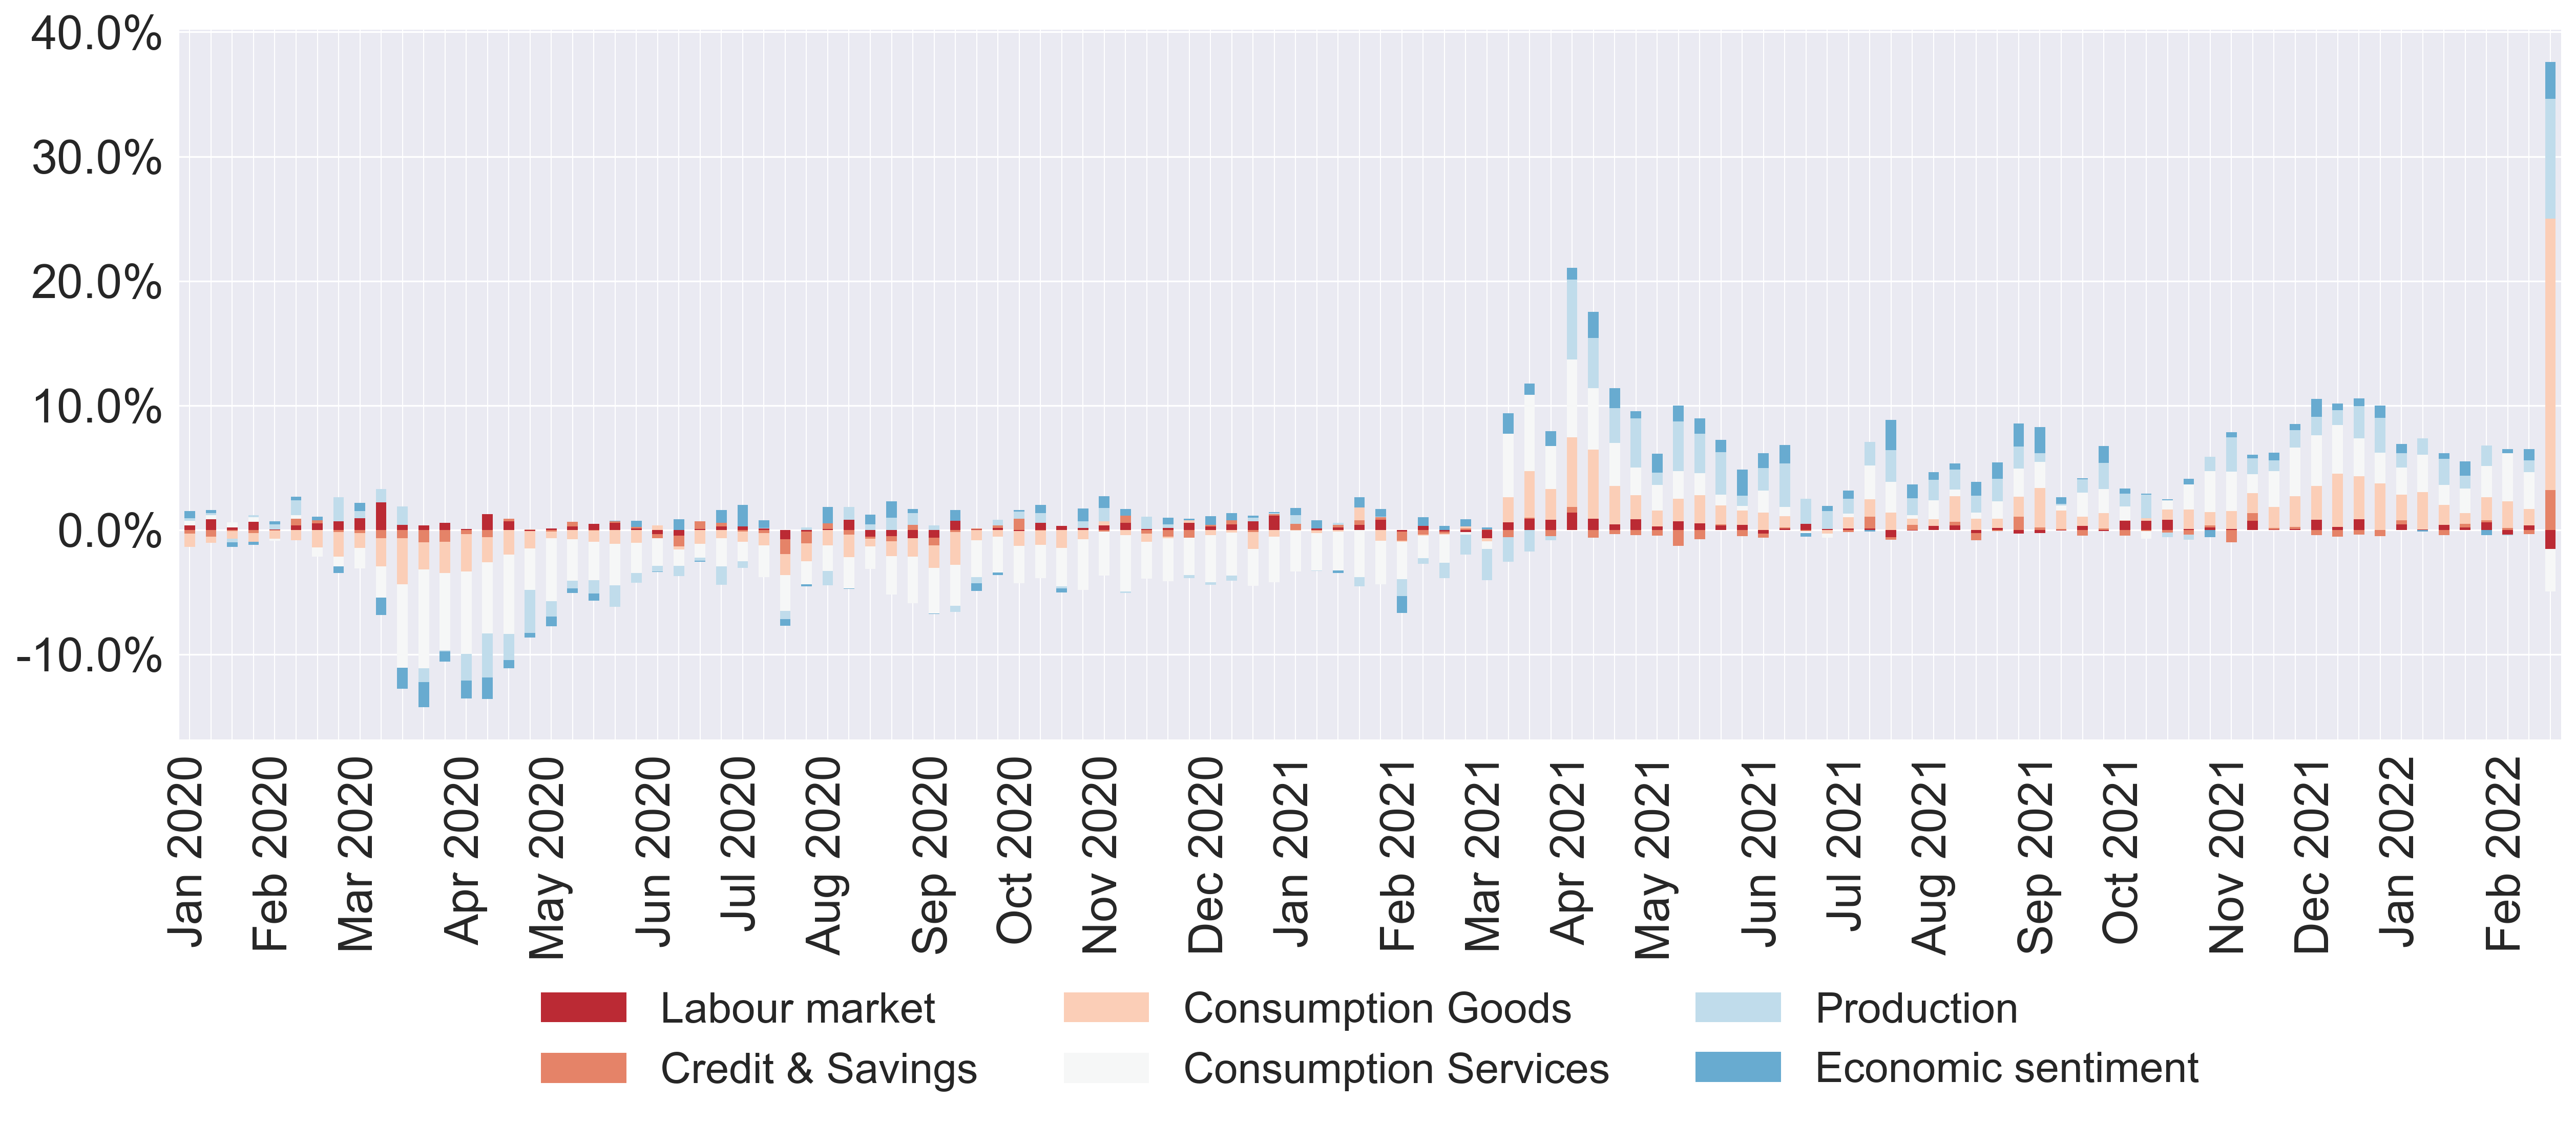 40.0%
30.0%
20.0%
10.0%
0.0%
-10.0%
Jan 2020
Feb 2020
Mar 2020
Apr 2020
May 2020
Jun 2020
Jul 2020
Aug 2020
Sep 2020
Oct 2020
Nov 2020
Dec 2020
Jan 2021
Feb 2021
Mar 2021
Apr 2021
May 2021
Jun 2021
Jul 2021
Aug 2021
Sep 2021
Oct 2021
Nov 2021
Dec 2021
Jan 2022
Feb 2022
Labour market
Credit & Savings
Consumption Goods
Consumption Services
Production
Economic sentiment